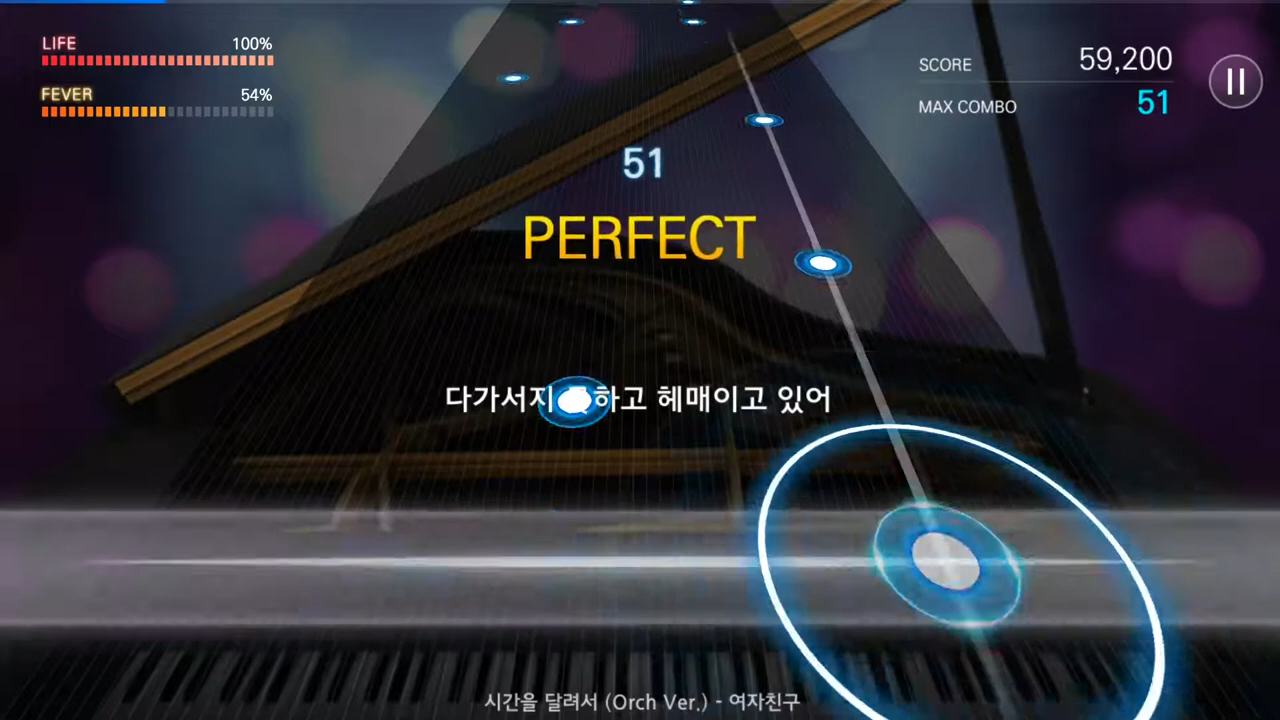 LIFE 100%
FEVER 54%
SCORE 59,200
MAX COMBO 51
51
PERFECT
다가서지 하고 헤매이고 있어
시간을 달려서 (Orch Ver.) - 여자친구